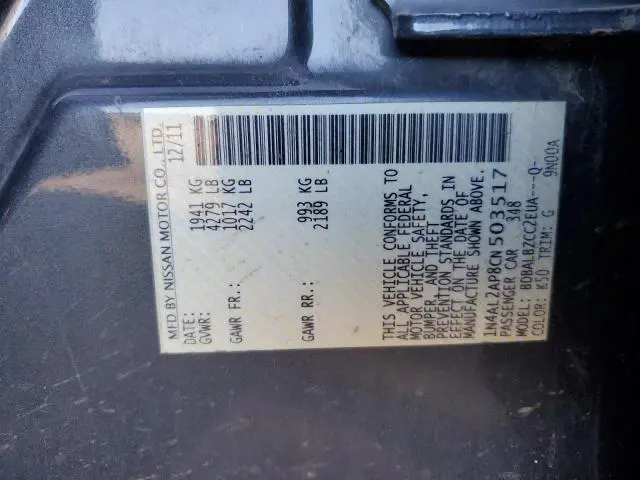 MFD BY NISSAN MOTOR CO., LTD.
12/11
GVWR: 1941 KG
4279 LB
GAWR FR.: 1017 KG
2242 LB
GAWR RR.: 993 KG
2189 LB
THIS VEHICLE CONFORMS TO
ALL APPLICABLE FEDERAL
MOTOR VEHICLE SAFETY,
BUMPER, AND THEFT
PREVENTION STANDARDS IN
EFFECT ON THE DATE OF
MANUFACTURE SHOWN ABOVE.
1N4AL2AP8CN503517
PASSENGER CAR 348
MODEL: BDBALBZCCZEUA---Q-
COLOR: K50 TRIM: G 9N00A